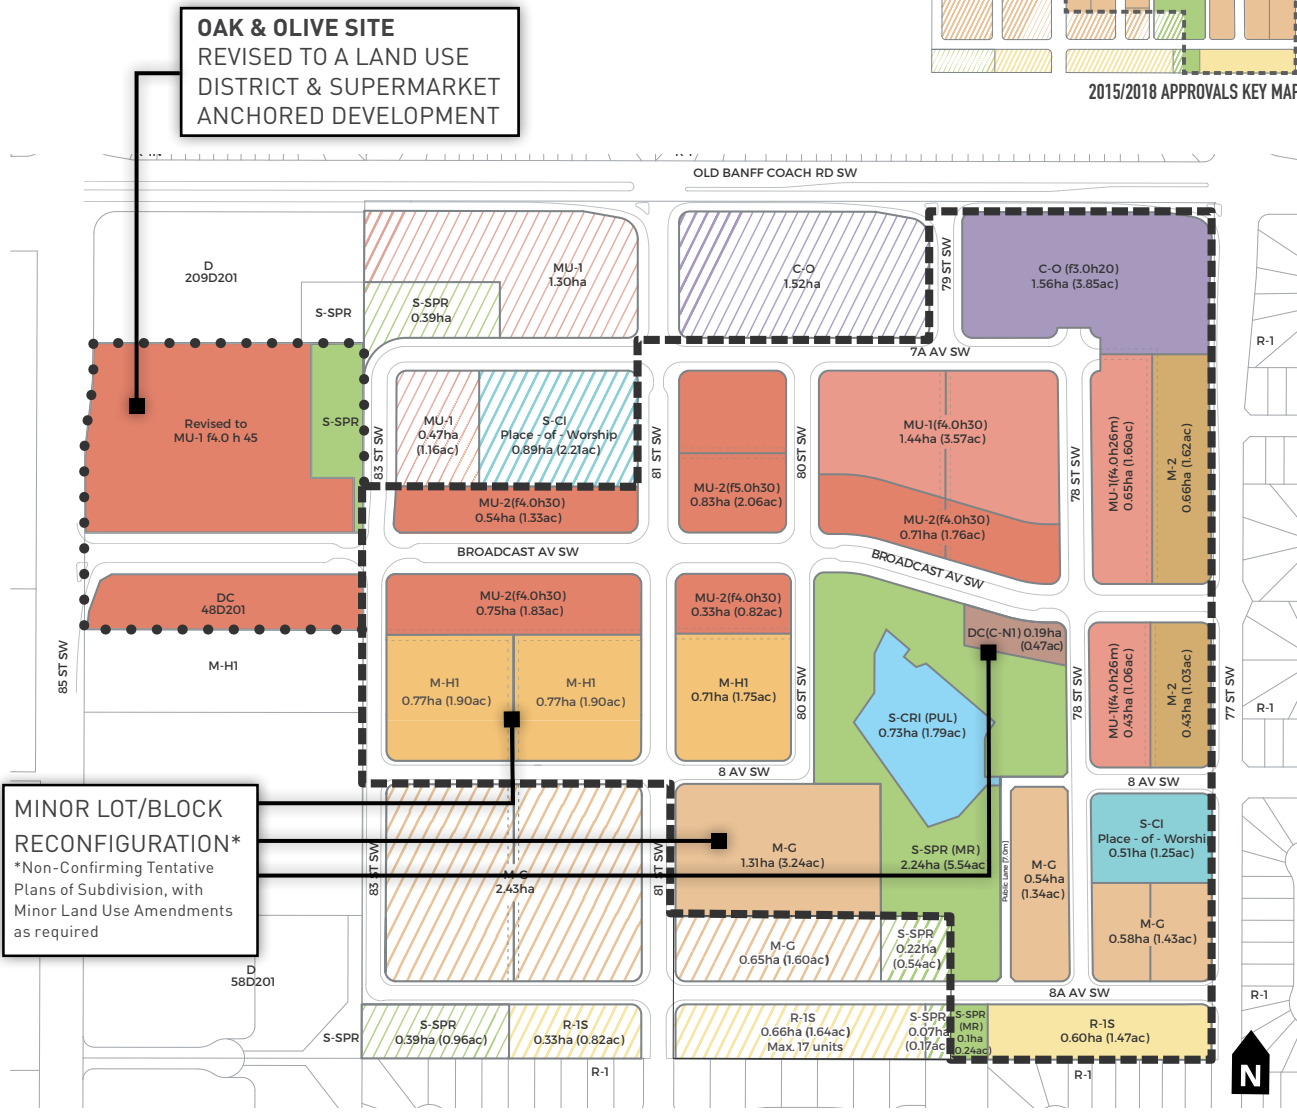 OAK & OLIVE SITE
REVISED TO A LAND USE
DISTRICT & SUPERMARKET
ANCHORED DEVELOPMENT
2015/2018 APPROVALS KEY MAP
OLD BANFF COACH RD SW
D
209D201
S-SPR
MU-1
1.30ha
S-SPR
0.39ha
C-O
1.52ha
79 ST SW
C-O (f3.0h20)
1.56ha (3.85ac)
R-1
7A AV SW
Revised to
MU-1 f4.0 h 45
S-SPR
83 ST SW
MU-1
0.47ha
(1.16ac)
S-CI
Place - of - Worship
0.89ha (2.21ac)
81 ST SW
MU-2(f5.0h30)
0.83ha (2.06ac)
80 ST SW
MU-1(f4.0h30)
1.44ha (3.57ac)
78 ST SW
MU-1(f4.0h26m)
0.65ha (1.60ac)
M-2
0.66ha (1.62ac)
MU-2(f4.0h30)
0.54ha (1.33ac)
MU-2(f4.0h30)
0.71ha (1.76ac)
BROADCAST AV SW
BROADCAST AV SW
DC
48D201
MU-2(f4.0h30)
0.75ha (1.83ac)
MU-2(f4.0h30)
0.33ha (0.82ac)
DC(C-N1) 0.19ha
(0.47ac)
85 ST SW
M-H1
M-H1
0.77ha (1.90ac)
M-H1
0.77ha (1.90ac)
M-H1
0.71ha (1.75ac)
80 ST SW
S-CRI (PUL)
0.73ha (1.79ac)
78 ST SW
MU-1(f4.0h26m)
0.43ha (1.06ac)
M-2
0.43ha (1.03ac)
77 ST SW
R-1
8 AV SW
8 AV SW
MINOR LOT/BLOCK
RECONFIGURATION*
*Non-Confirming Tentative
Plans of Subdivision, with
Minor Land Use Amendments
as required
83 ST SW
M-G
2.43ha
81 ST SW
M-G
1.31ha (3.24ac)
S-SPR (MR)
2.24ha (5.54ac
Public Lane (7.0m)
M-G
0.54ha
(1.34ac)
S-CI
Place - of - Worshi
0.51ha (1.25ac)
M-G
0.58ha (1.43ac)
M-G
0.65ha (1.60ac)
S-SPR
0.22ha
(0.54ac)
D
58D201
8A AV SW
R-1
S-SPR
S-SPR
0.39ha (0.96ac)
R-1S
0.33ha (0.82ac)
R-1S
0.66ha (1.64ac)
Max. 17 units
S-SPR
0.07ha
(0.17ac)
S-SPR
(MR)
0.1ha
0.24ac)
R-1S
0.60ha (1.47ac)
R-1
R-1
N